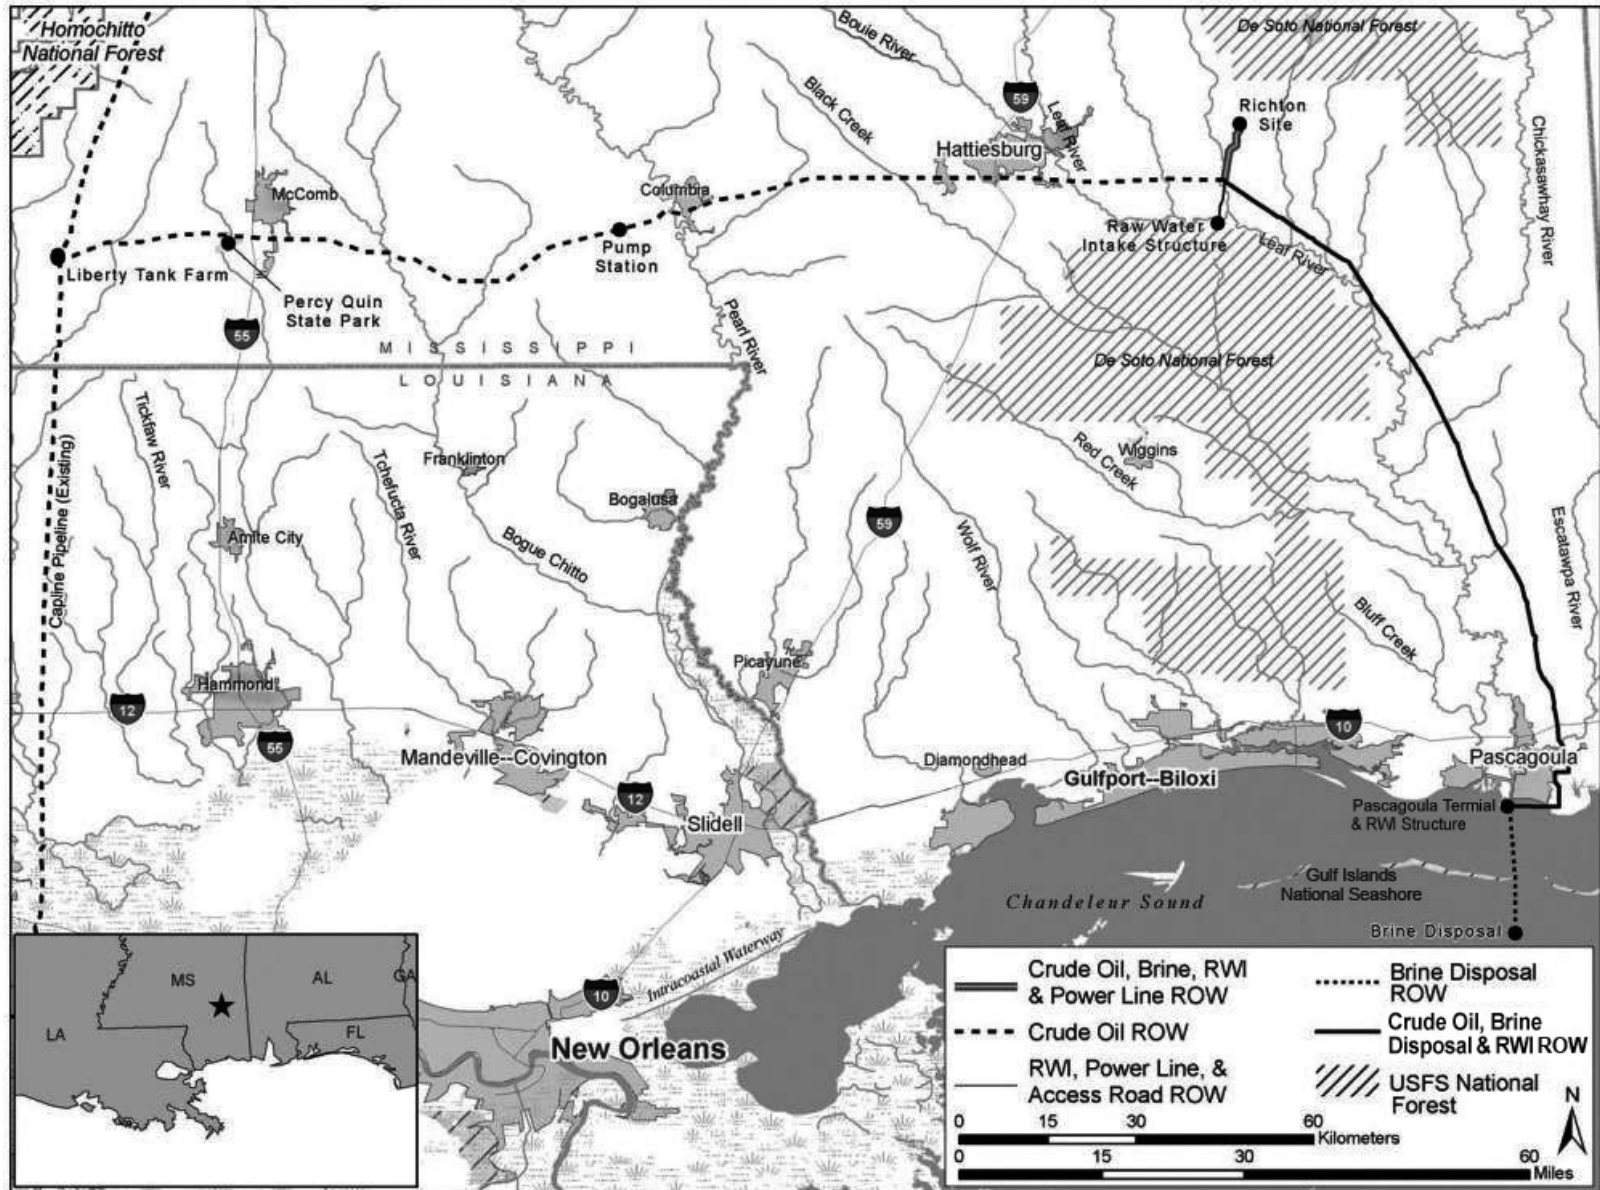 Homochitto
National Forest
Bouie River
De Soto National Forest
59
Black Creek
Leaf River
Richton
Site
Chickasawhay River
Hattiesburg
McComb
Columbia
Raw Water
Intake Structure
Leaf River
Pump
Station
Liberty Tank Farm
Percy Quin
State Park
55
Pearl River
MISSISSIPPI
LOUISIANA
De Soto National Forest
Capline Pipeline (Existing)
Tickfaw River
Tchefucta River
Franklinton
Bogalusa
Red Creek
Wiggins
59
Amite City
Bogue Chitto
Wolf River
Escatawpa River
Bluff Creek
Picayune
Hammond
12
55
10
Mandeville--Covington
Diamondhead
Gulfport--Biloxi
Pascagoula
12
Slidell
Pascagoula Termial
& RWI Structure
Gulf Islands
National Seashore
Chandeleur Sound
Brine Disposal
Intracoastal Waterway
10
New Orleans
MS
AL
GA
LA
FL
Crude Oil, Brine, RWI
& Power Line ROW
Crude Oil ROW
RWI, Power Line, &
Access Road ROW
Brine Disposal
ROW
Crude Oil, Brine
Disposal & RWI ROW
USFS National
Forest
N
0 15 30 60
Kilometers
0 15 30 60
Miles